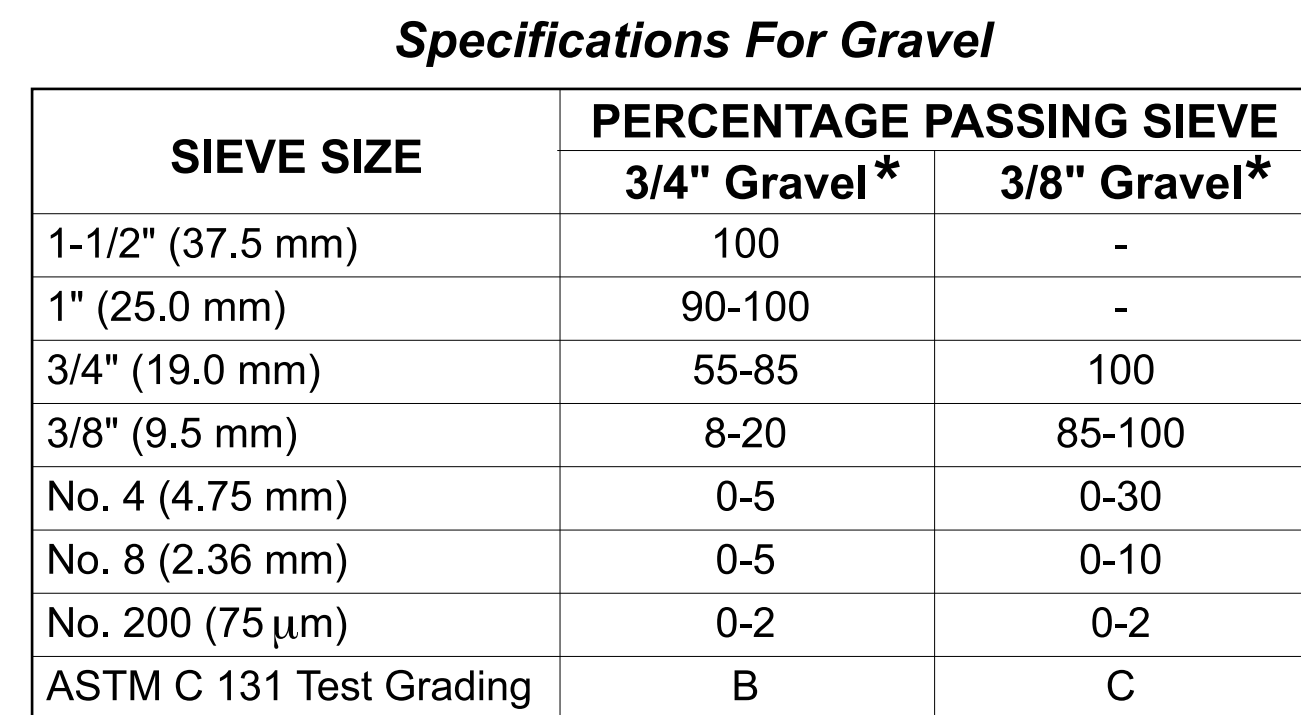 Specifications For Gravel
SIEVE SIZE
PERCENTAGE PASSING SIEVE
3/4" Gravel* 3/8" Gravel*
1-1/2" (37.5 mm) 100 -
1" (25.0 mm) 90-100 -
3/4" (19.0 mm) 55-85 100
3/8" (9.5 mm) 8-20 85-100
No. 4 (4.75 mm) 0-5 0-30
No. 8 (2.36 mm) 0-5 0-10
No. 200 (75 μm) 0-2 0-2
ASTM C 131 Test Grading B C